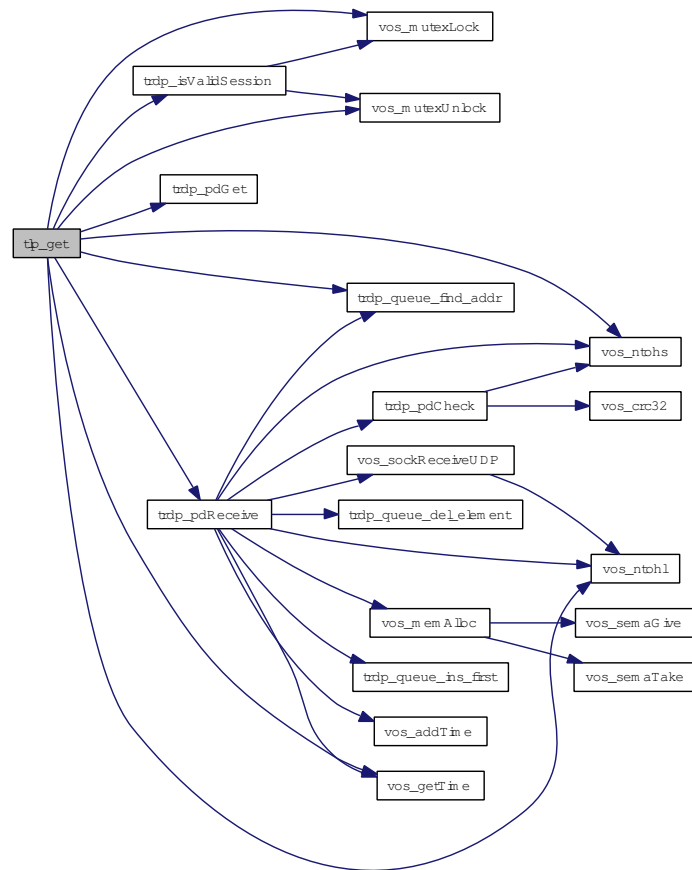 vos_mutexLock
trdp_isValidSession
vos_mutexUnlock
trdp_pdGet
tlp_get
trdp_queue_find_addr
vos_ntohs
trdp_pdCheck
vos_crc32
vos_sockReceiveUDP
trdp_pdReceive
trdp_queue_del_element
vos_ntohl
vos_memAlloc
vos_semaGive
trdp_queue_ins_first
vos_semaTake
vos_addTime
vos_getTime